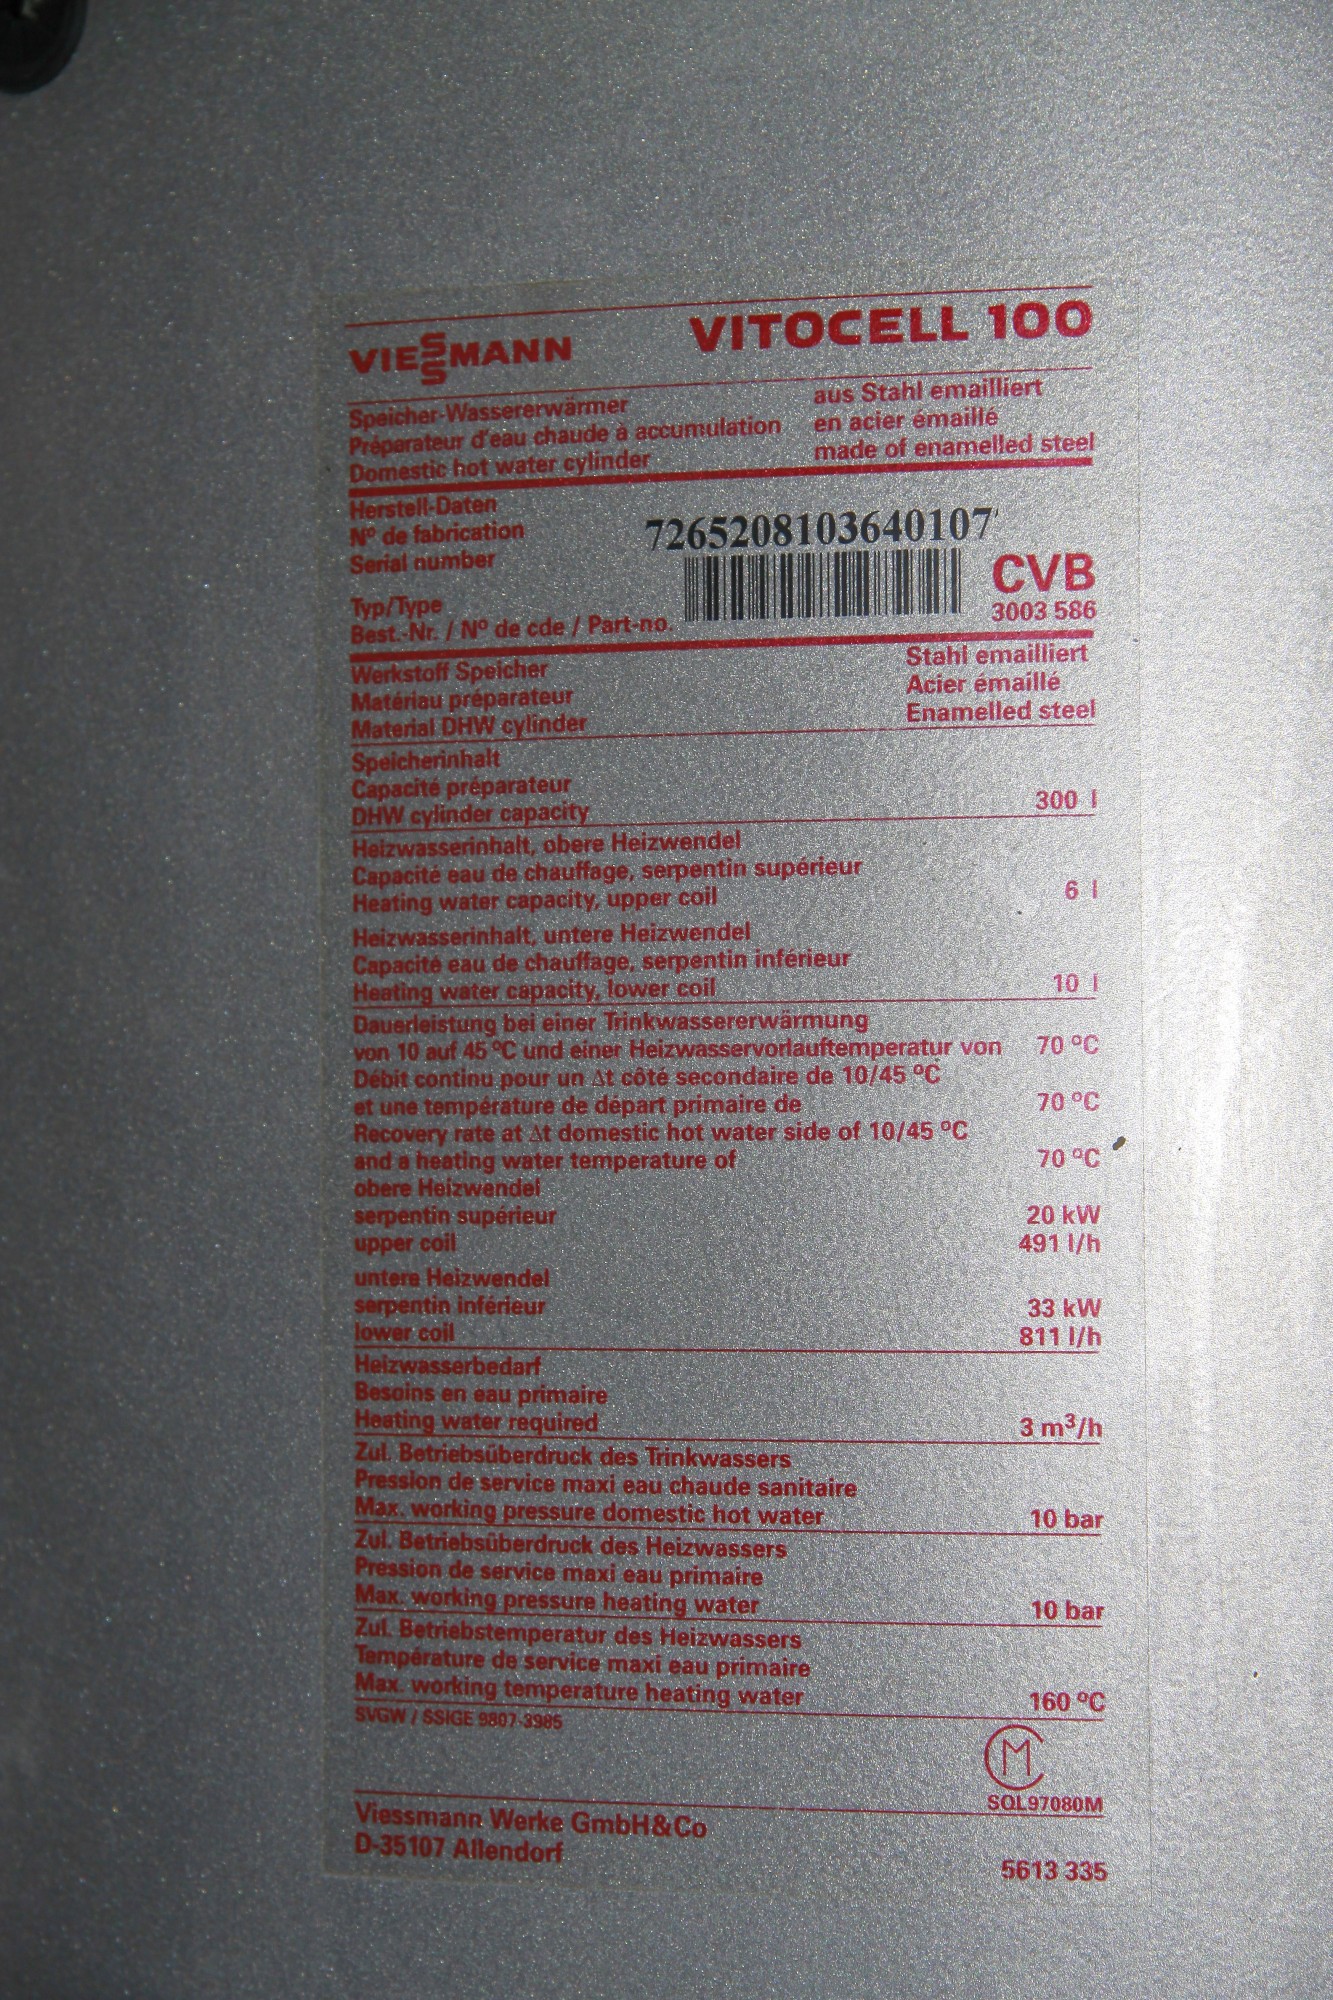 VIESSMANN VITOCELL 100
Speicher-Wassererwärmer aus Stahl emailliert
Préparateur d'eau chaude à accumulation en acier émaillé
Domestic hot water cylinder made of enamelled steel
Herstell-Daten
Nº de fabrication 7265208103640107
Serial number
Typ/Type CVB
Best.-Nr. / Nº de cde / Part-no. 3003 586
Werkstoff Speicher Stahl emailliert
Matériau préparateur Acier émaillé
Material DHW cylinder Enamelled steel
Speicherinhalt
Capacité préparateur
DHW cylinder capacity 300 l
Heizwasserinhalt, obere Heizwendel
Capacité eau de chauffage, serpentin supérieur
Heating water capacity, upper coil 6 l
Heizwasserinhalt, untere Heizwendel
Capacité eau de chauffage, serpentin inférieur
Heating water capacity, lower coil 10 l
Dauerleistung bei einer Trinkwassererwärmung
von 10 auf 45 ºC und einer Heizwasservorlauftemperatur von 70 ºC
Débit continu pour un Δt côté secondaire de 10/45 ºC
et une température de départ primaire de 70 ºC
Recovery rate at Δt domestic hot water side of 10/45 ºC
and a heating water temperature of 70 ºC
obere Heizwendel
serpentin supérieur 20 kW
upper coil 491 l/h
untere Heizwendel
serpentin inférieur 33 kW
lower coil 811 l/h
Heizwasserbedarf
Besoins en eau primaire
Heating water required 3 m³/h
Zul. Betriebsüberdruck des Trinkwassers
Pression de service maxi eau chaude sanitaire
Max. working pressure domestic hot water 10 bar
Zul. Betriebsüberdruck des Heizwassers
Pression de service maxi eau primaire
Max. working pressure heating water 10 bar
Zul. Betriebstemperatur des Heizwassers
Température de service maxi eau primaire
Max. working temperature heating water 160 ºC
SVGW / SSIGE 9807-3985
CM
SOL97080M
Viessmann Werke GmbH&Co
D-35107 Allendorf
5613 335